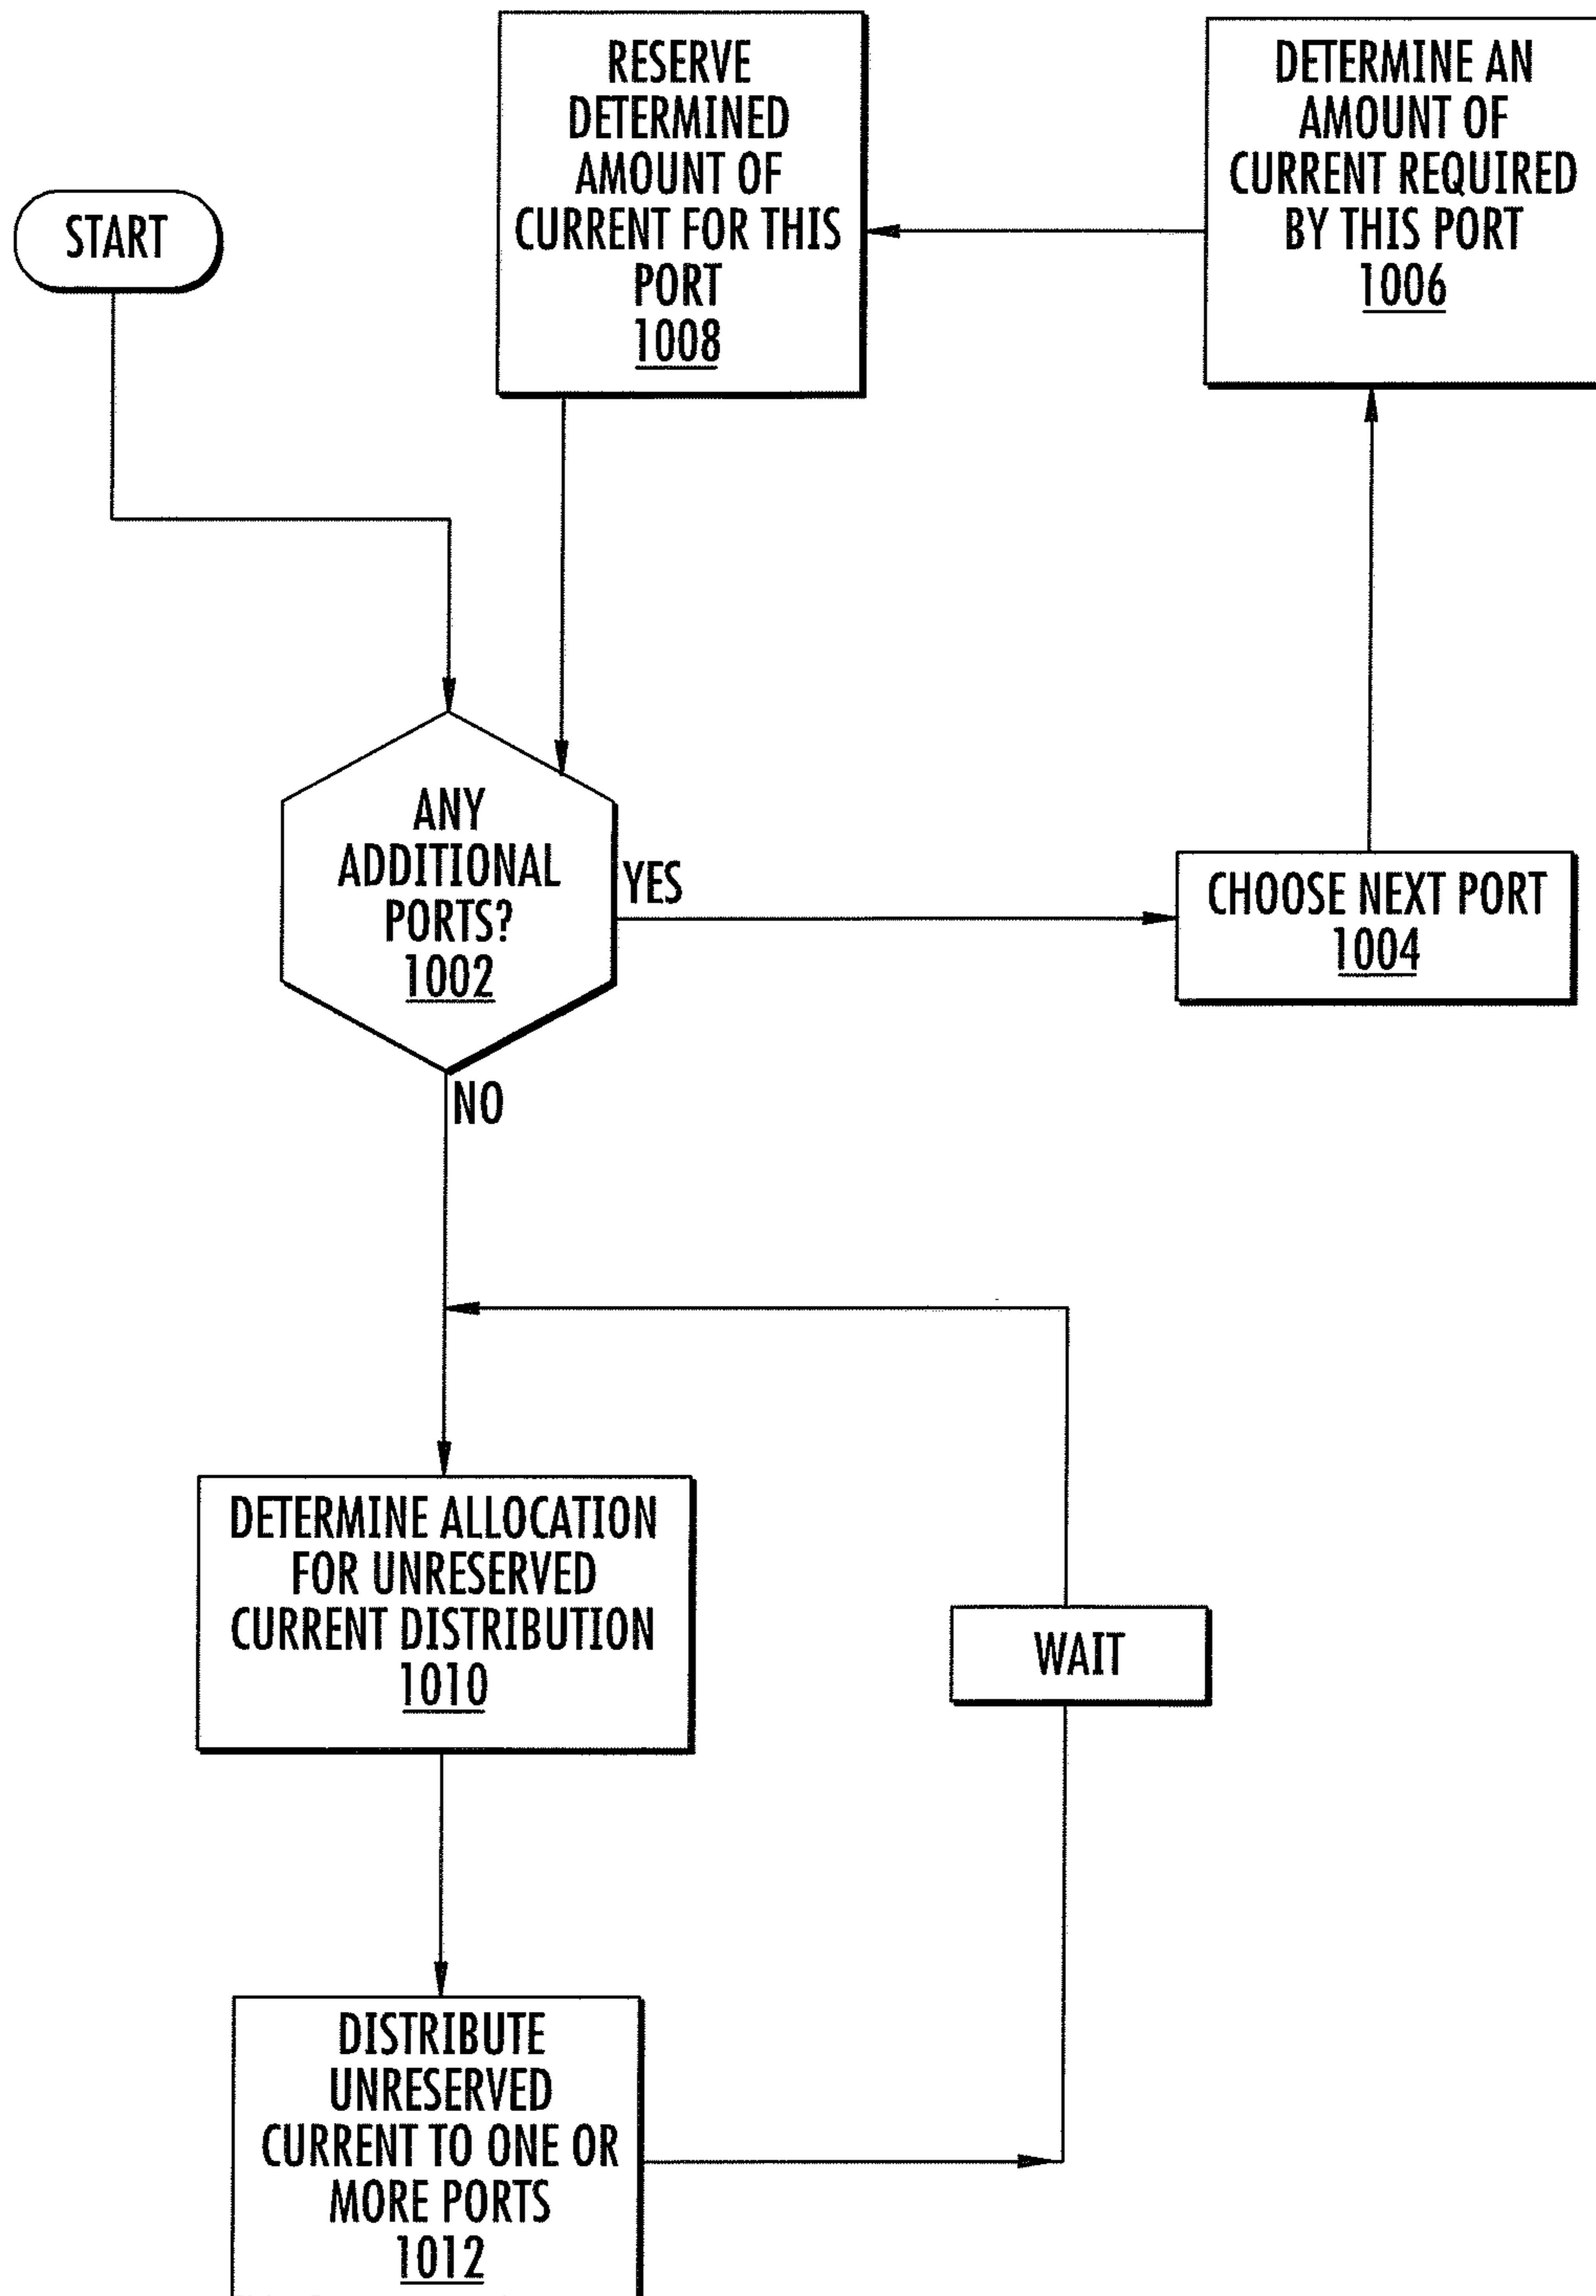 START
RESERVE
DETERMINED
AMOUNT OF
CURRENT FOR THIS
PORT
1008
DETERMINE AN
AMOUNT OF
CURRENT REQUIRED
BY THIS PORT
1006
ANY
ADDITIONAL
PORTS?
1002
YES
NO
CHOOSE NEXT PORT
1004
DETERMINE ALLOCATION
FOR UNRESERVED
CURRENT DISTRIBUTION
1010
WAIT
DISTRIBUTE
UNRESERVED
CURRENT TO ONE OR
MORE PORTS
1012